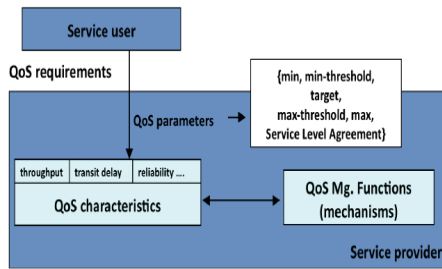 Service user
QoS requirements
{min, min-threshold,
target,
max-threshold, max,
Service Level Agreement}
QoS parameters
throughput transit delay reliability ....
QoS characteristics
QoS Mg. Functions
(mechanisms)
Service provider